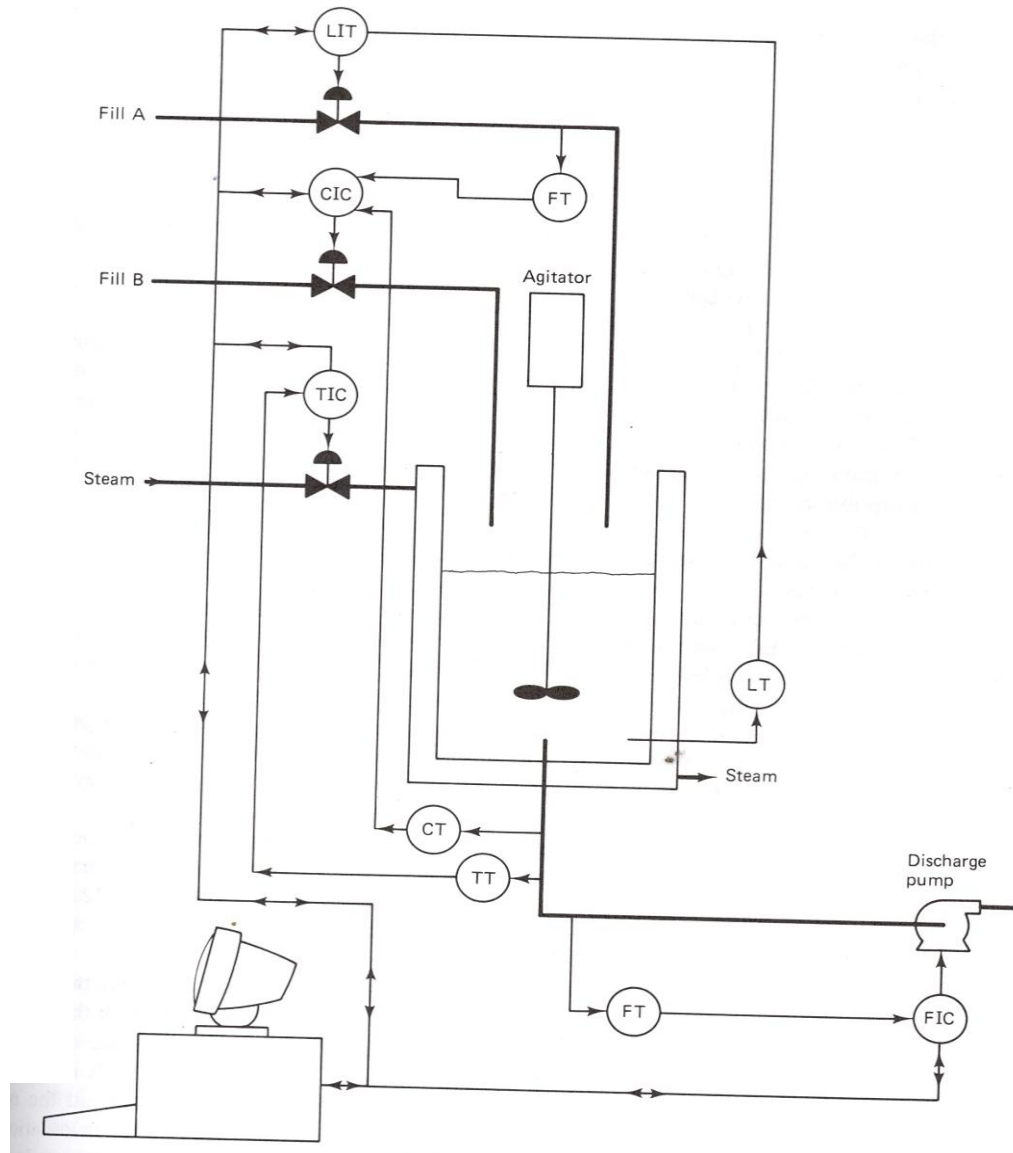 LIT
Fill A
CIC
FT
Fill B
Agitator
TIC
Steam
LT
Steam
CT
TT
Discharge
pump
FT
FIC